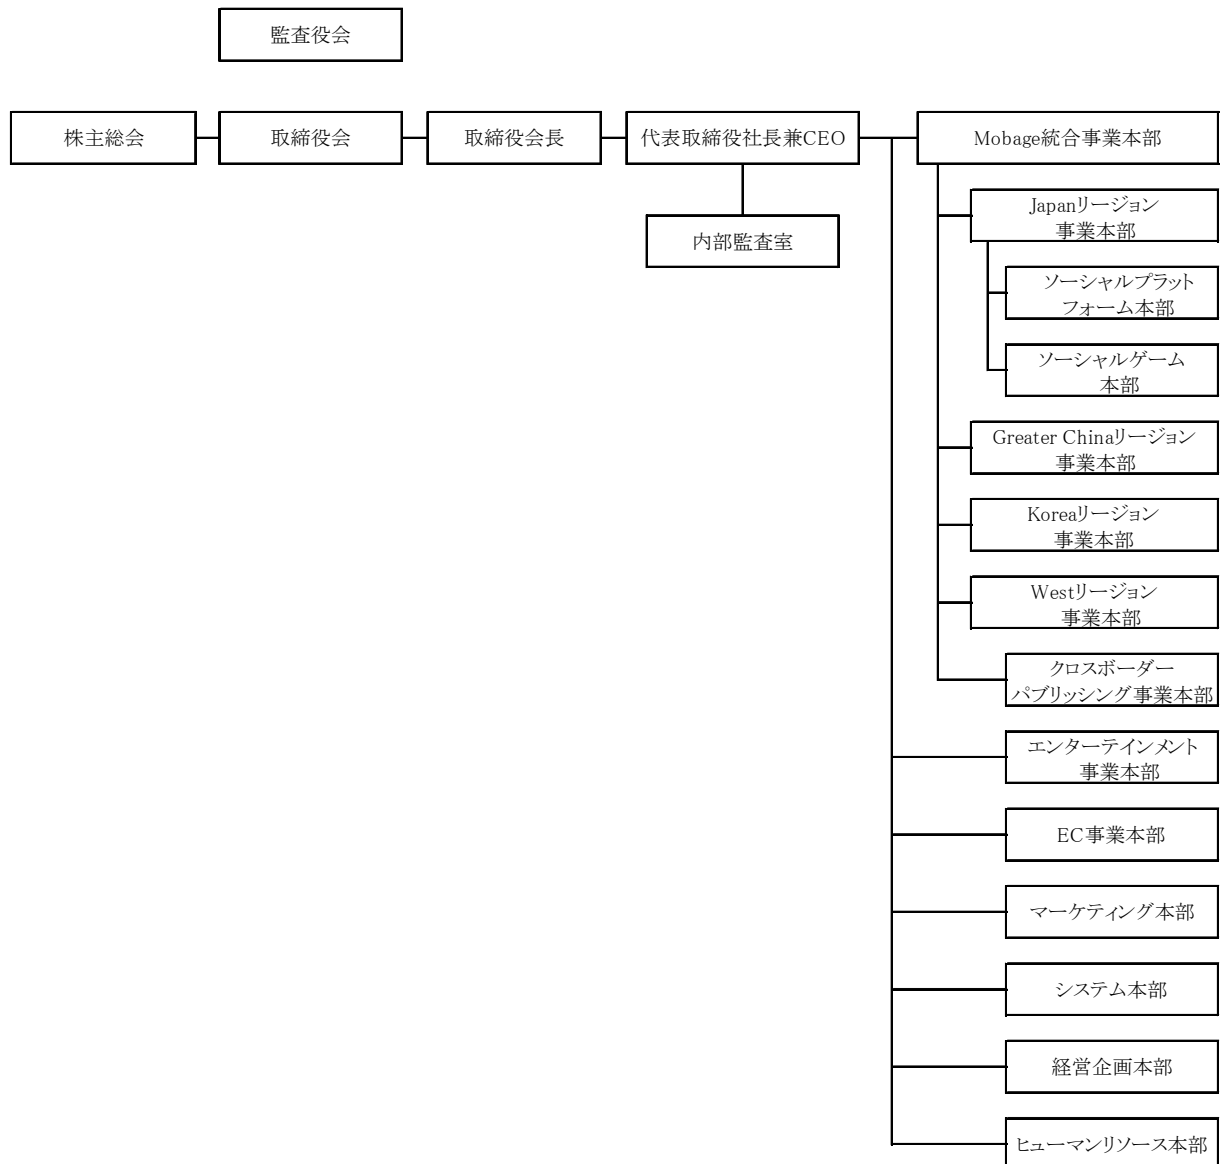 監査役会
株主総会
取締役会
取締役会長
代表取締役社長兼CEO
Mobage統合事業本部
内部監査室
Japanリージョン
事業本部
ソーシャルプラット
フォーム本部
ソーシャルゲーム
本部
Greater Chinaリージョン
事業本部
Koreaリージョン
事業本部
Westリージョン
事業本部
クロスボーダー
パブリッシング事業本部
エンターテインメント
事業本部
EC事業本部
マーケティング本部
システム本部
経営企画本部
ヒューマンリソース本部